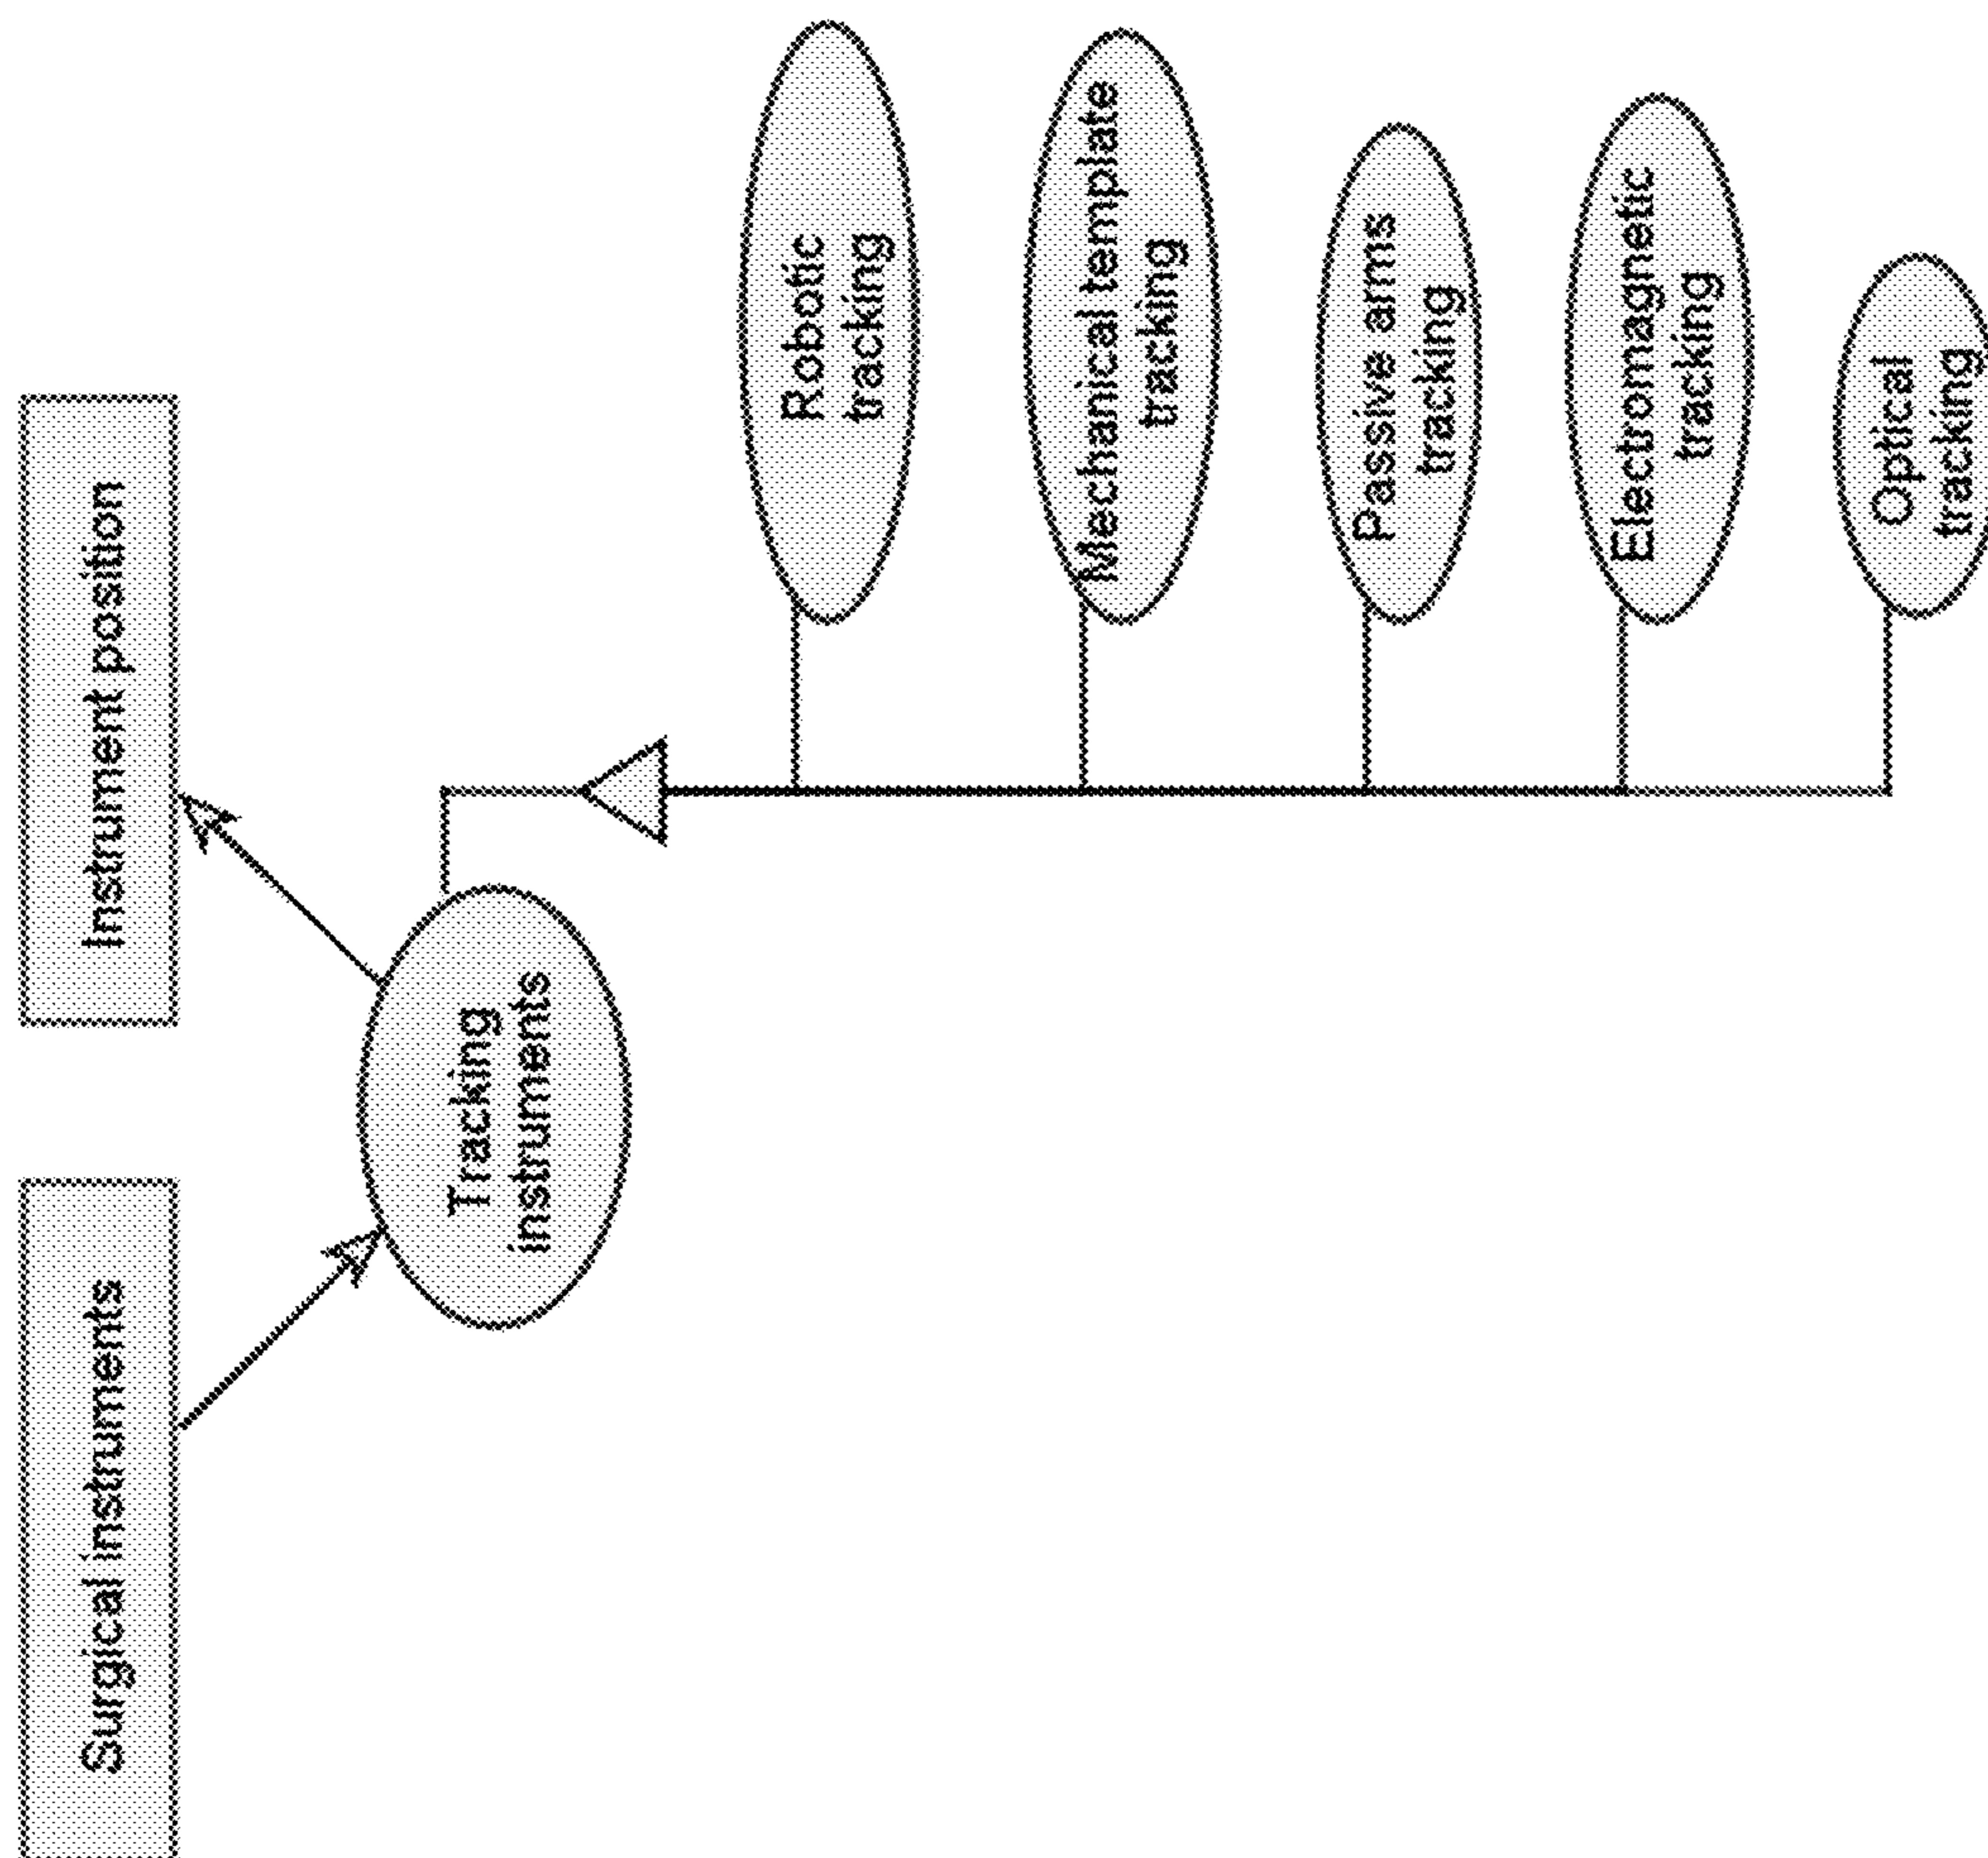 Surgical instruments
Instrument position
Tracking
instruments
Robotic
tracking
Mechanical template
tracking
Passive arms
tracking
Electromagnetic
tracking
Optical
tracking